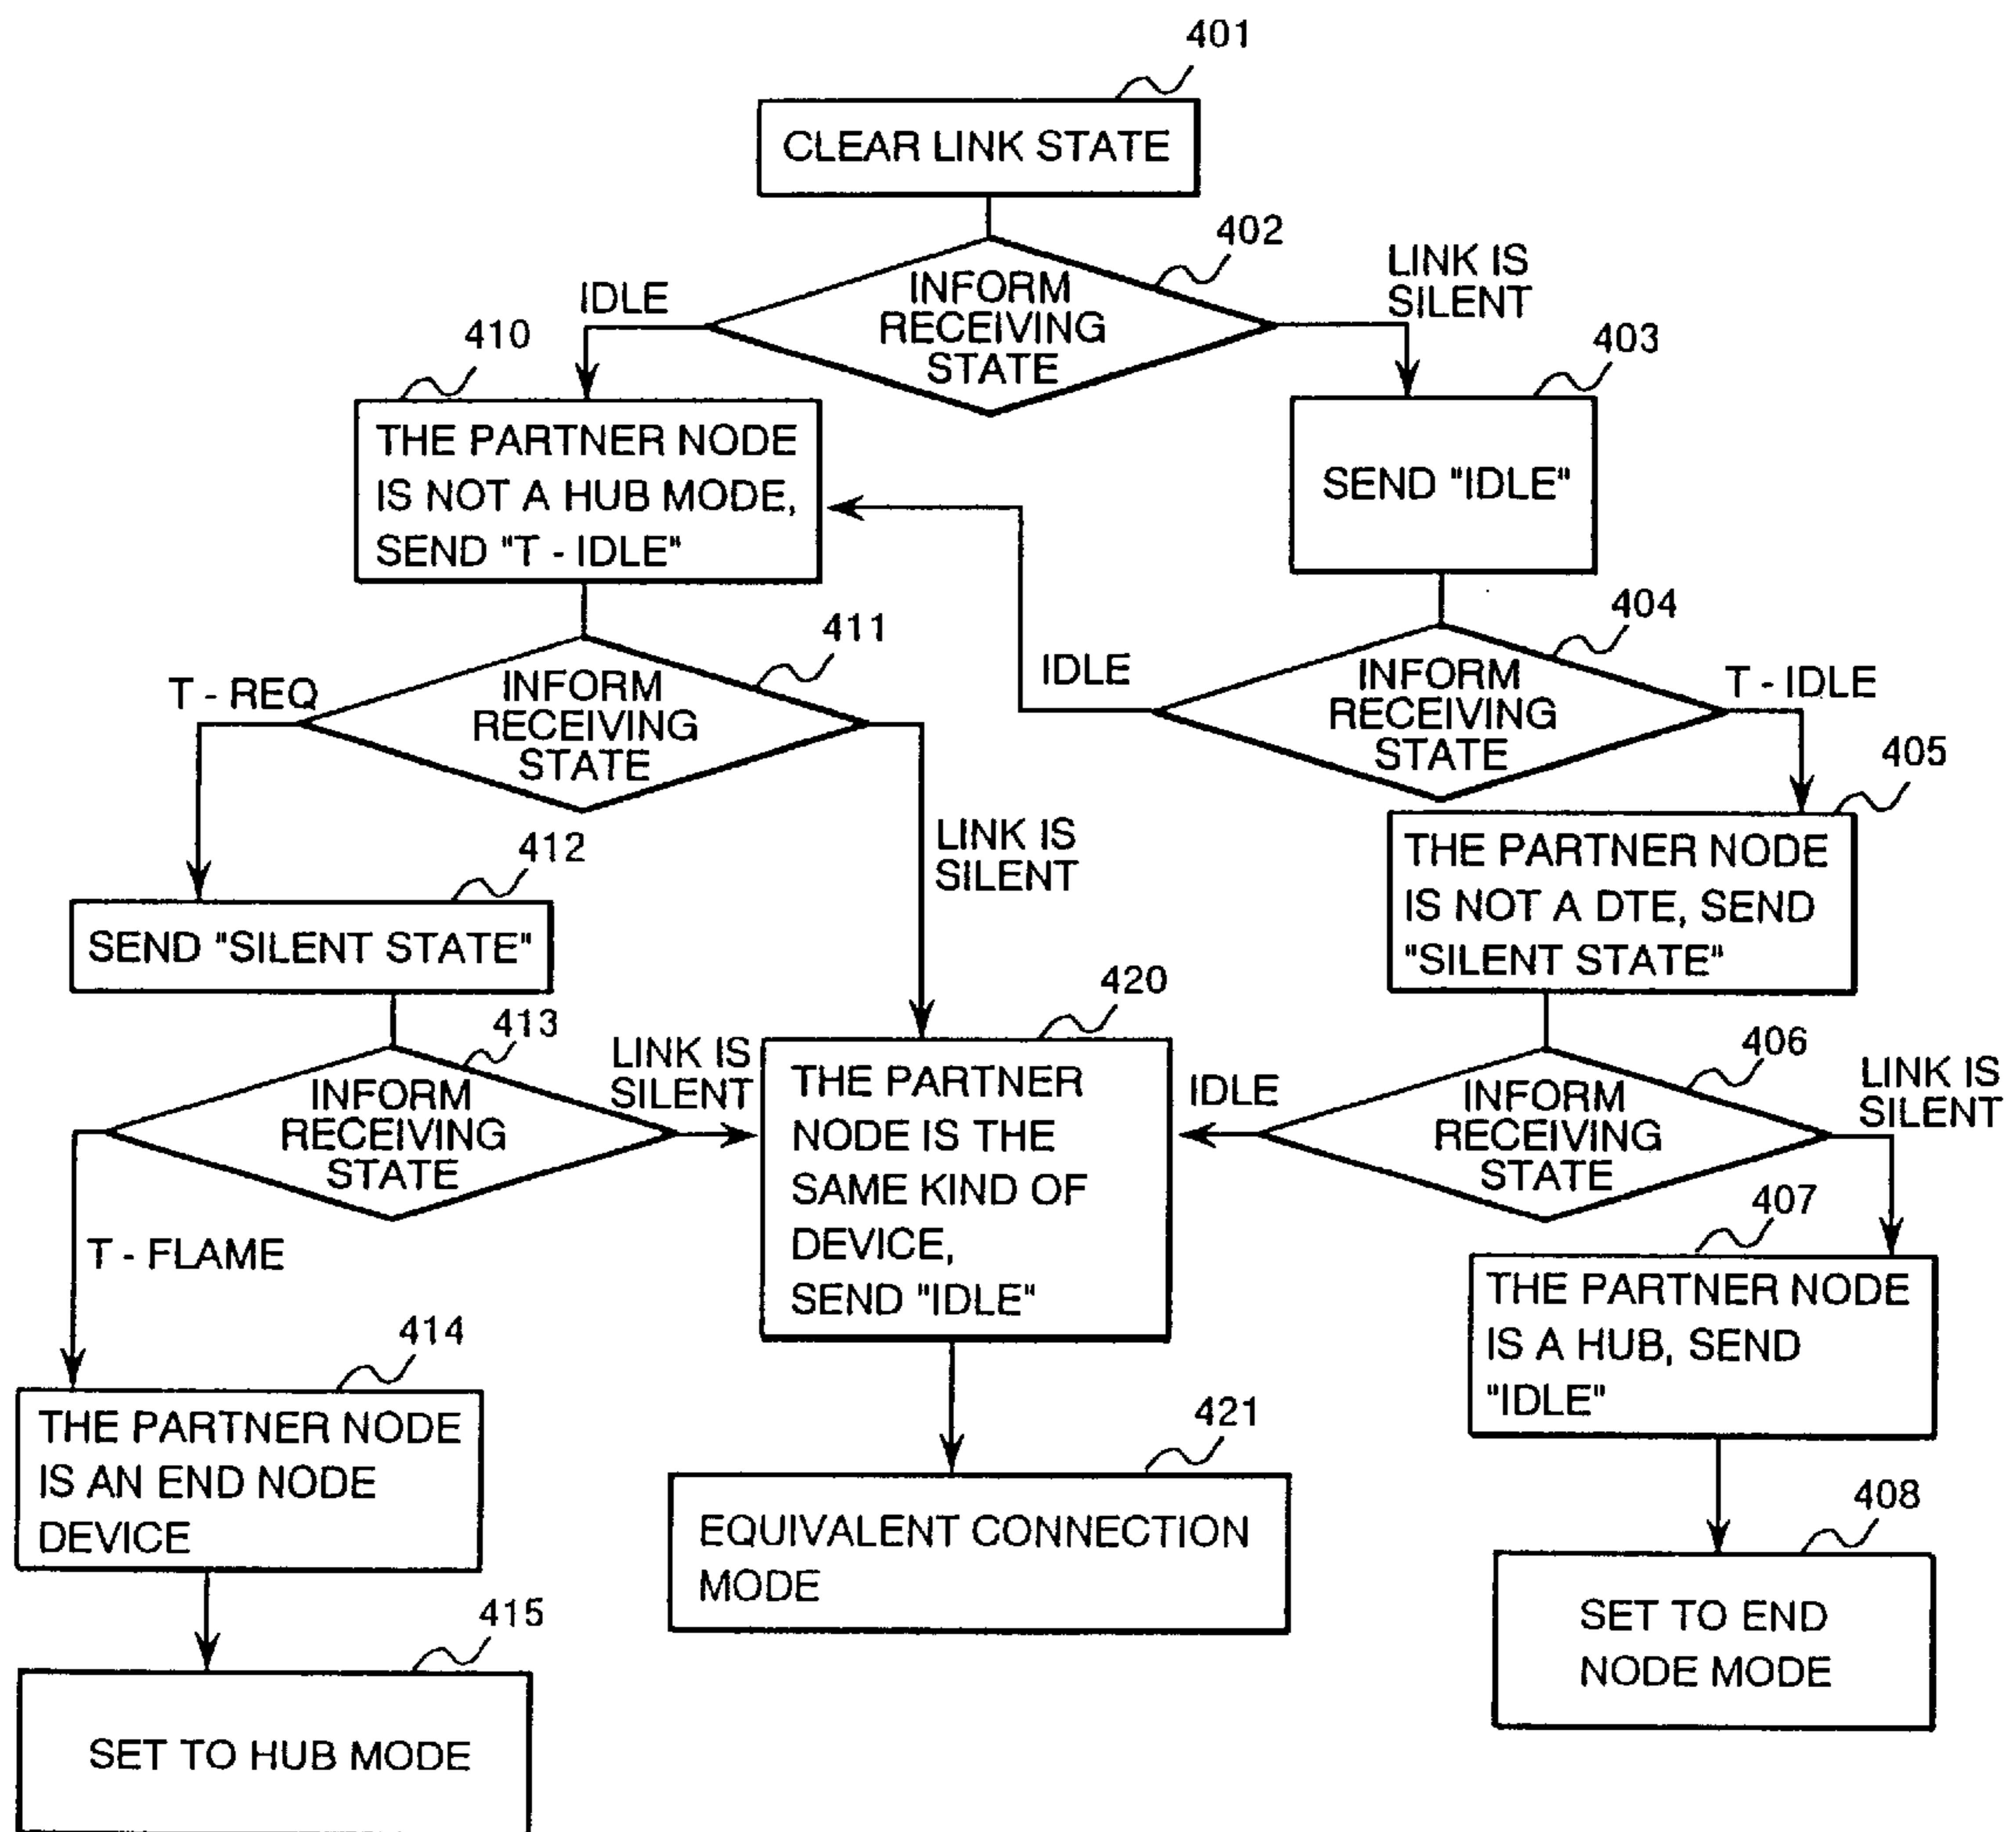 401
CLEAR LINK STATE
402
INFORM
RECEIVING
STATE
IDLE
LINK IS
SILENT
410
THE PARTNER NODE
IS NOT A HUB MODE,
SEND "T - IDLE"
403
SEND "IDLE"
411
INFORM
RECEIVING
STATE
T - REQ
LINK IS
SILENT
404
INFORM
RECEIVING
STATE
IDLE
T - IDLE
405
THE PARTNER NODE
IS NOT A DTE, SEND
"SILENT STATE"
412
SEND "SILENT STATE"
413
INFORM
RECEIVING
STATE
LINK IS
SILENT
T - FLAME
420
THE PARTNER
NODE IS THE
SAME KIND OF
DEVICE,
SEND "IDLE"
406
INFORM
RECEIVING
STATE
IDLE
LINK IS
SILENT
407
THE PARTNER NODE
IS A HUB, SEND
"IDLE"
414
THE PARTNER NODE
IS AN END NODE
DEVICE
421
EQUIVALENT CONNECTION
MODE
408
SET TO END
NODE MODE
415
SET TO HUB MODE